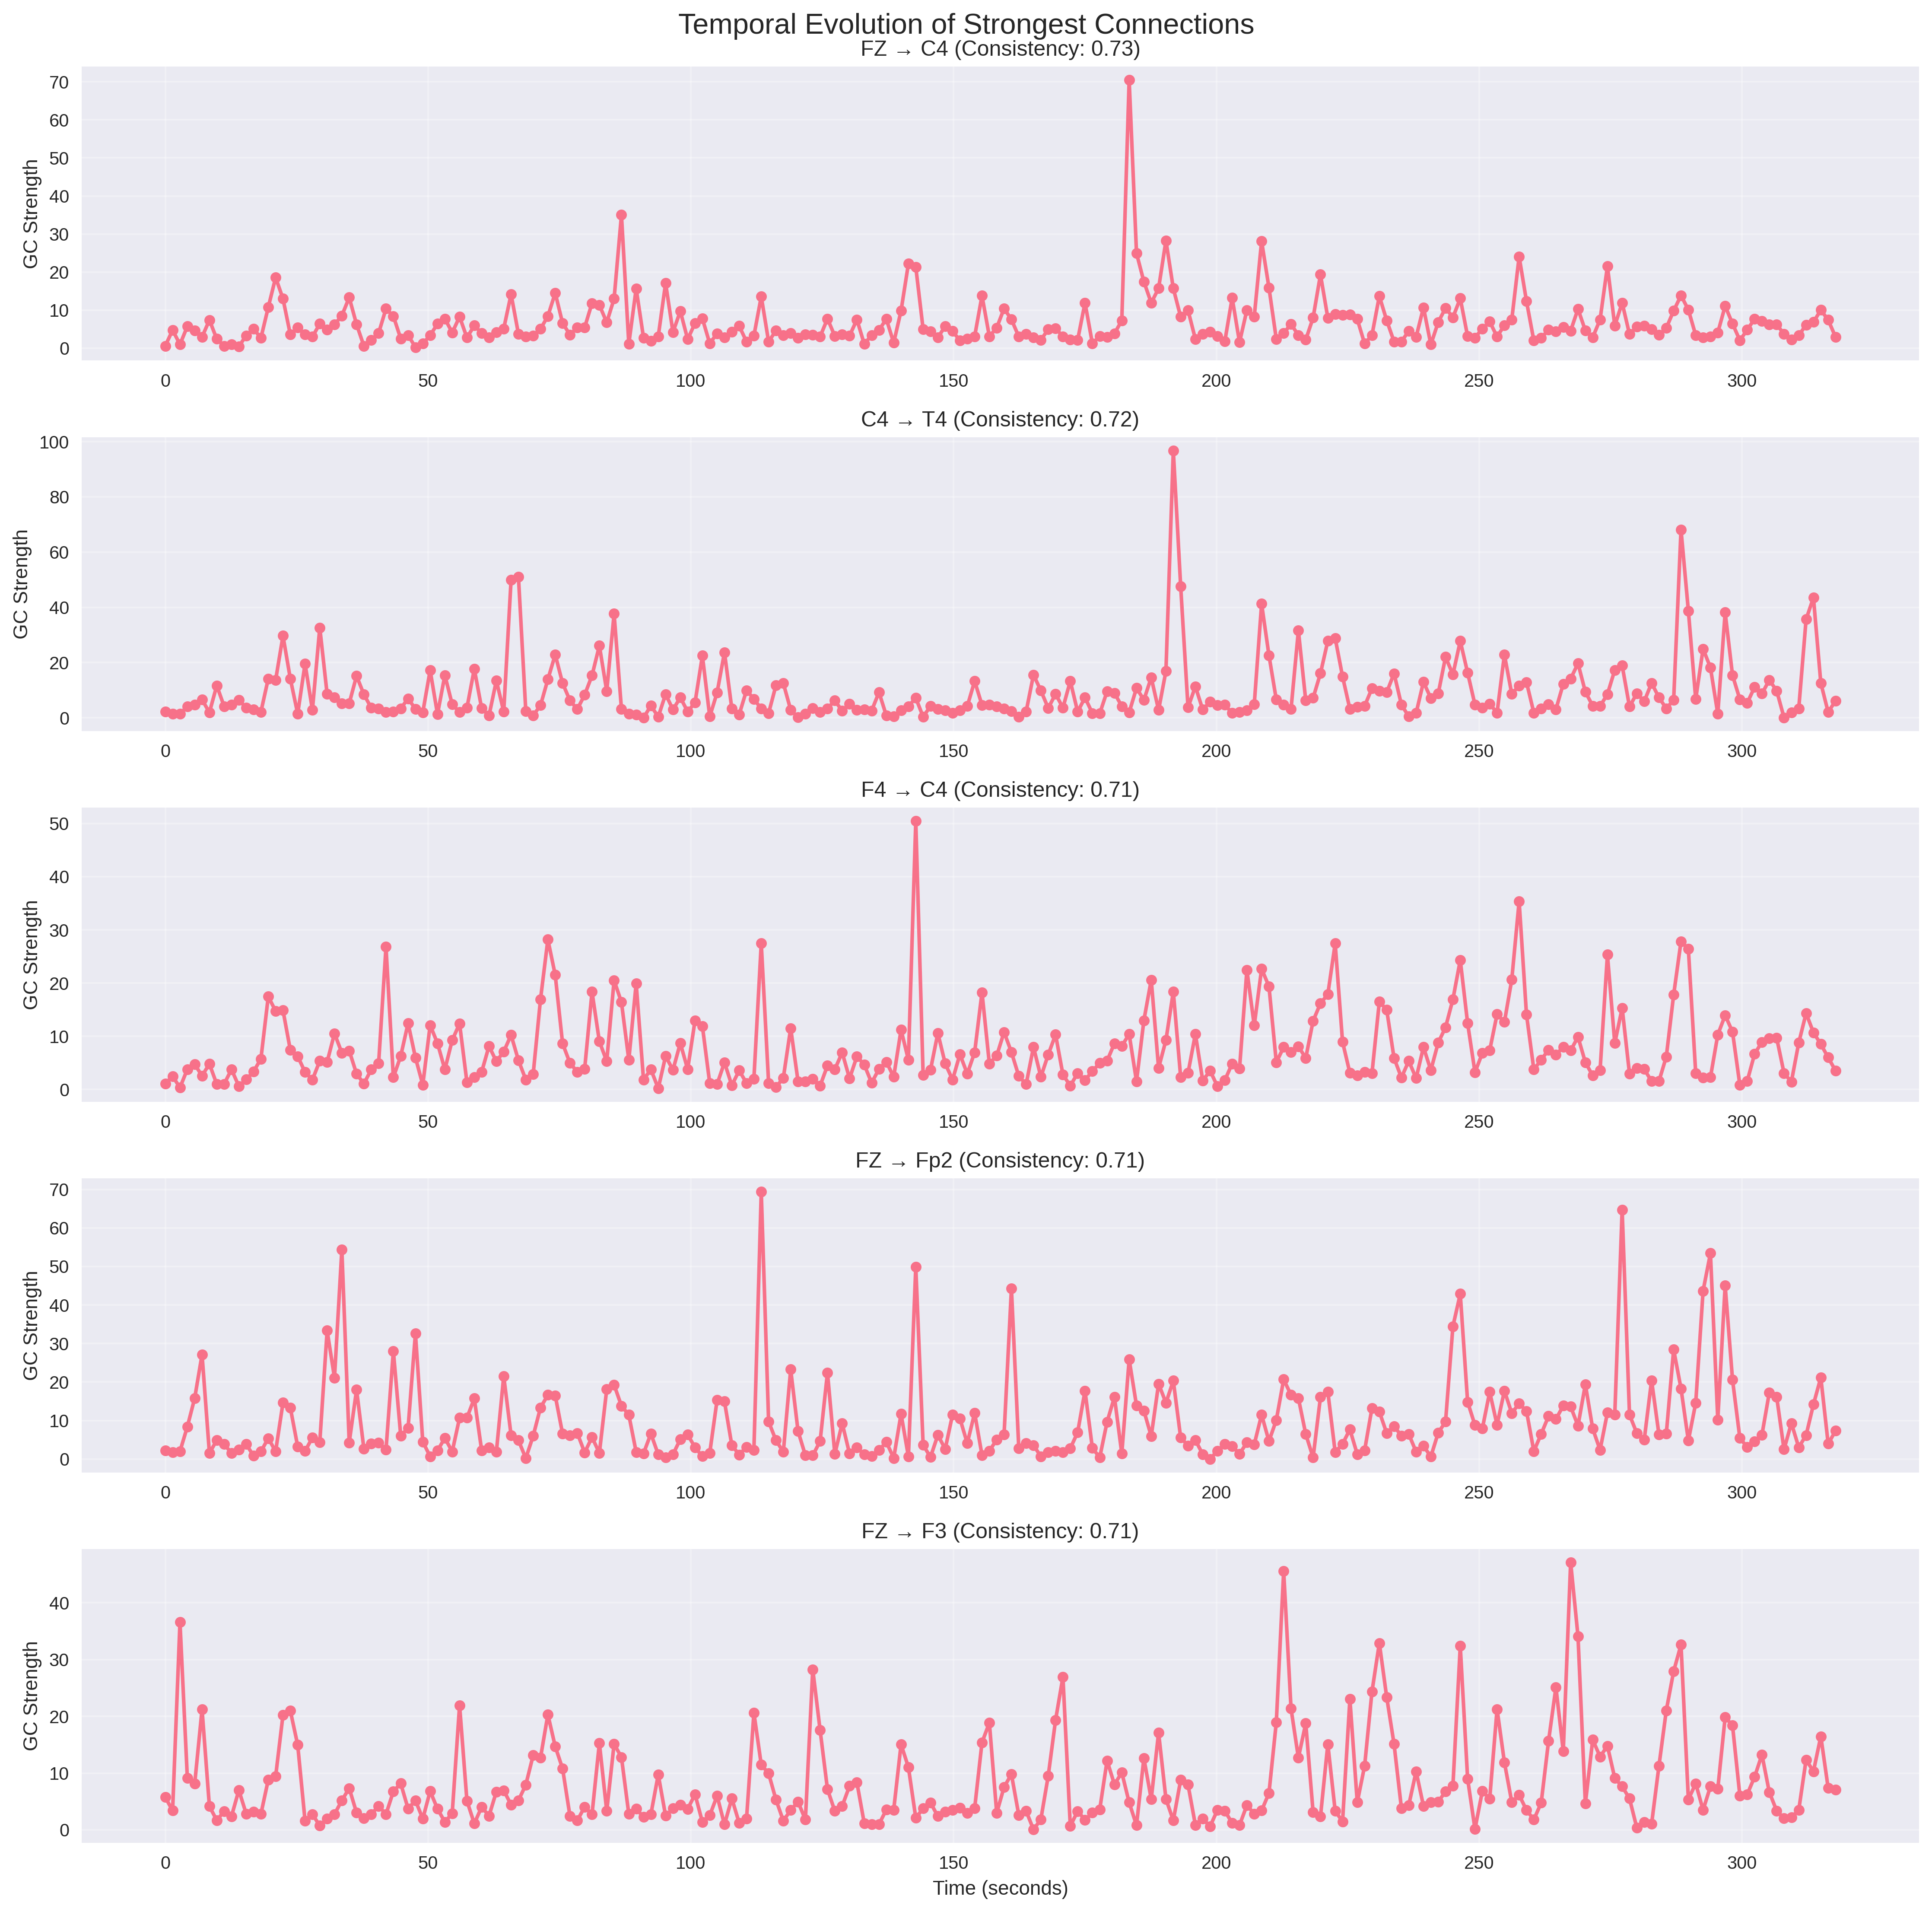 Temporal Evolution of Strongest Connections
FZ → C4 (Consistency: 0.73)
70
60
50
40
30
20
10
0
GC Strength
0 50 100 150 200 250 300
C4 → T4 (Consistency: 0.72)
100
80
60
40
20
0
GC Strength
0 50 100 150 200 250 300
F4 → C4 (Consistency: 0.71)
50
40
30
20
10
0
GC Strength
0 50 100 150 200 250 300
FZ → Fp2 (Consistency: 0.71)
70
60
50
40
30
20
10
0
GC Strength
0 50 100 150 200 250 300
FZ → F3 (Consistency: 0.71)
40
30
20
10
0
GC Strength
0 50 100 150 200 250 300
Time (seconds)